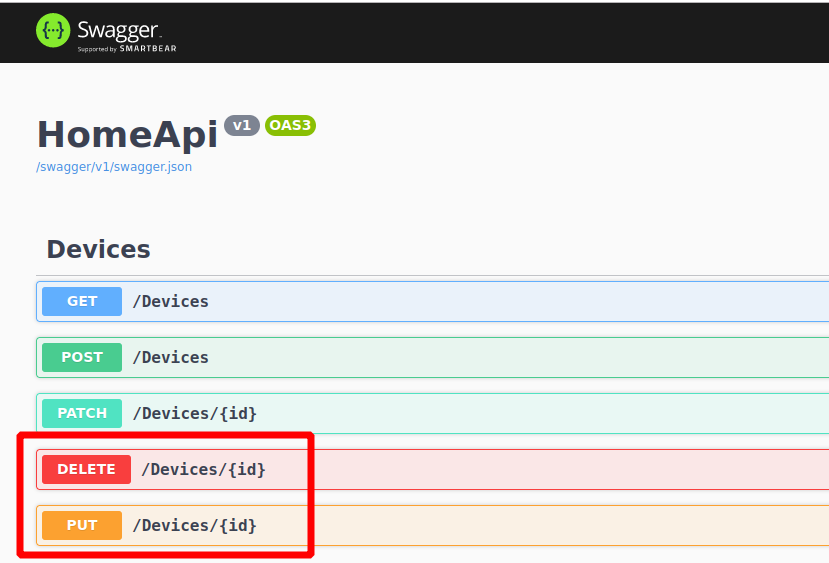 Swagger
Supported by SMARTBEAR
HomeApi v1 OAS3
/swagger/v1/swagger.json
Devices
GET /Devices
POST /Devices
PATCH /Devices/{id}
DELETE /Devices/{id}
PUT /Devices/{id}